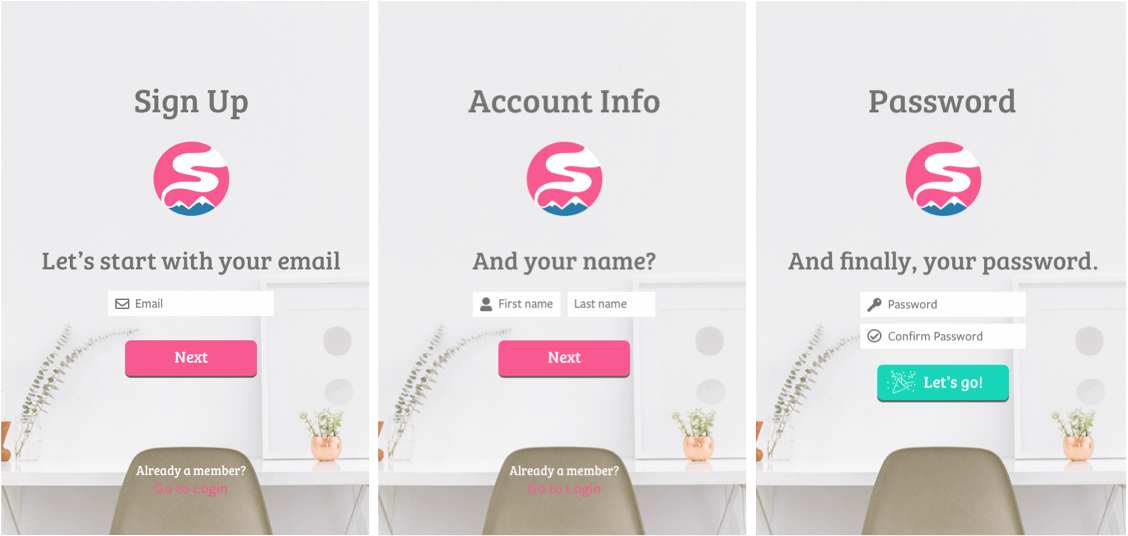 Sign Up
Let's start with your email
Email
Next
Already a member?
Go to Login
Account Info
And your name?
First name
Last name
Next
Already a member?
Go to Login
Password
And finally, your password.
Password
Confirm Password
Let's go!